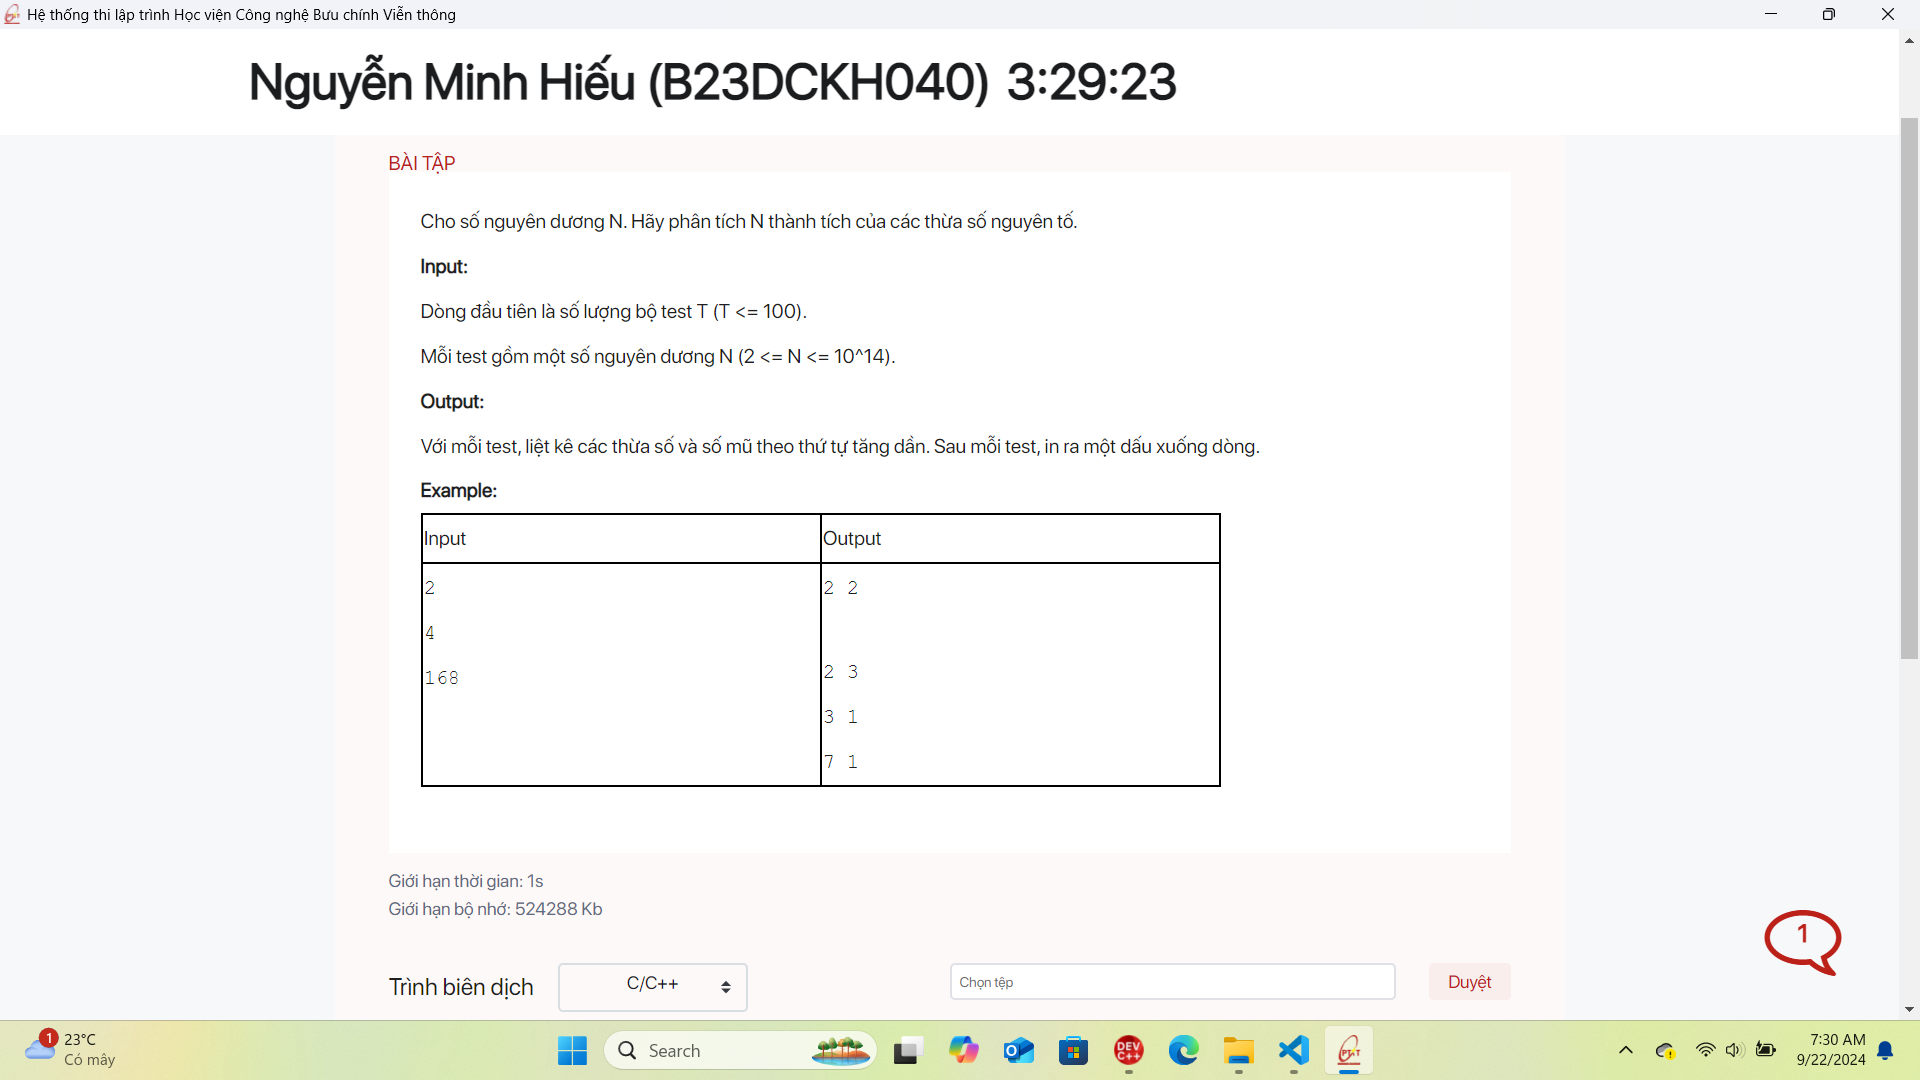 Hệ thống thi lập trình Học viện Công nghệ Bưu chính Viễn thông
Nguyễn Minh Hiếu (B23DCKH040) 3:29:23
BÀI TẬP
Cho số nguyên dương N. Hãy phân tích N thành tích của các thừa số nguyên tố.
Input:
Dòng đầu tiên là số lượng bộ test T (T <= 100).
Mỗi test gồm một số nguyên dương N (2 <= N <= 10^14).
Output:
Với mỗi test, liệt kê các thừa số và số mũ theo thứ tự tăng dần. Sau mỗi test, in ra một dấu xuống dòng.
Example:
Input Output
2 2 2
4
2 3
168
3 1
7 1
Giới hạn thời gian: 1s
Giới hạn bộ nhớ: 524288 Kb
1
Trình biên dịch C/C++ Chọn tệp Duyệt
1 23°C
Có mây
Search
DEV C++
7:30 AM
9/22/2024